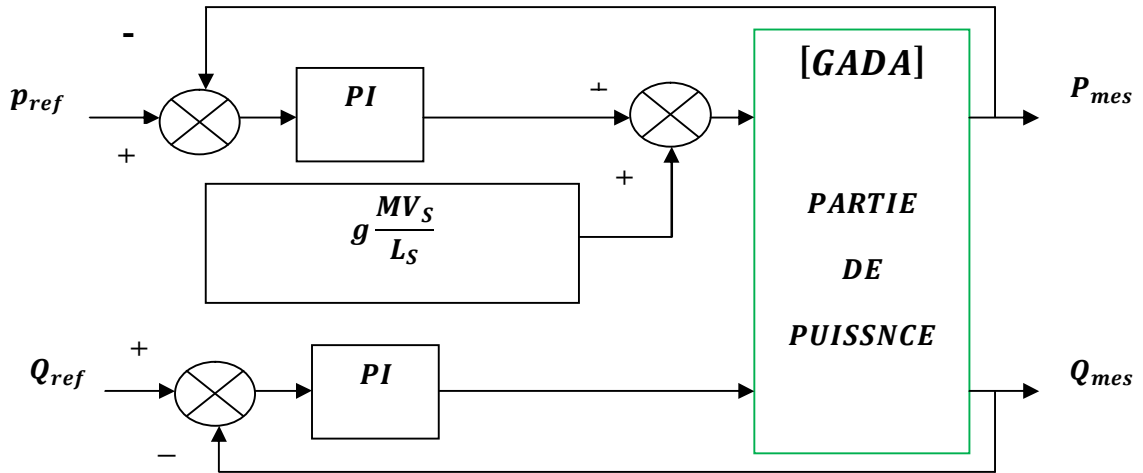 -
[GADA]
p_ref
PI
+
P_mes
+
+
g MV_S / L_S
PARTIE
DE
PUISSNCE
+
Q_ref
PI
Q_mes
−